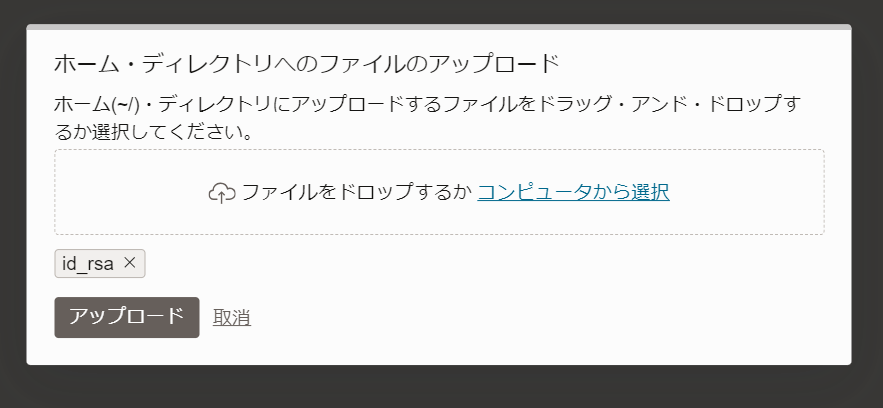 ホーム・ディレクトリへのファイルのアップロード
ホーム(~/)・ディレクトリにアップロードするファイルをドラッグ・アンド・ドロップす
るか選択してください。
ファイルをドロップするか コンピュータから選択
id_rsa ×
アップロード 取消